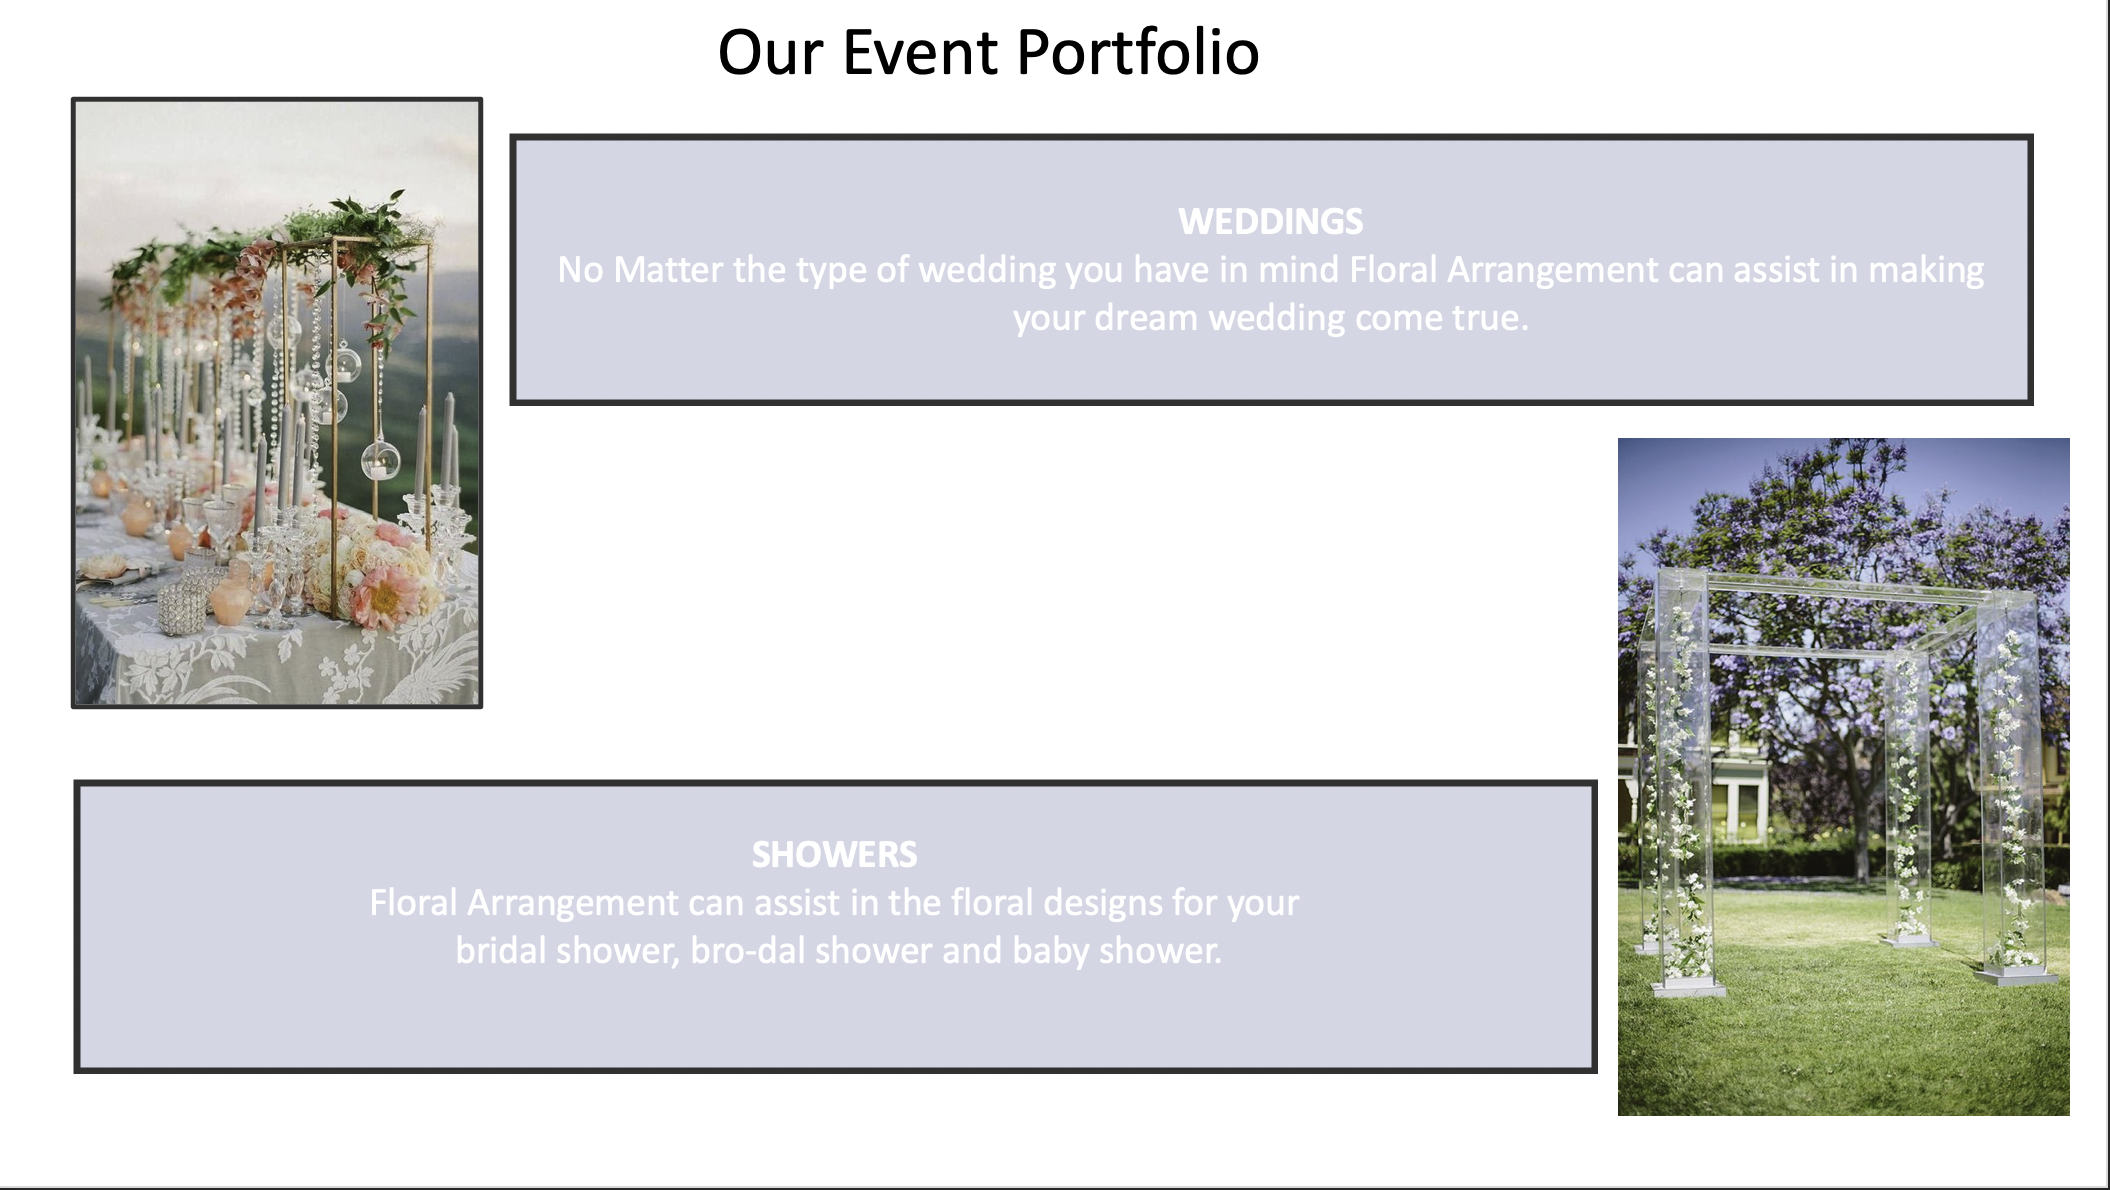 Our Event Portfolio
WEDDINGS
No Matter the type of wedding you have in mind Floral Arrangement can assist in making
your dream wedding come true.
SHOWERS
Floral Arrangement can assist in the floral designs for your
bridal shower, bro-dal shower and baby shower.